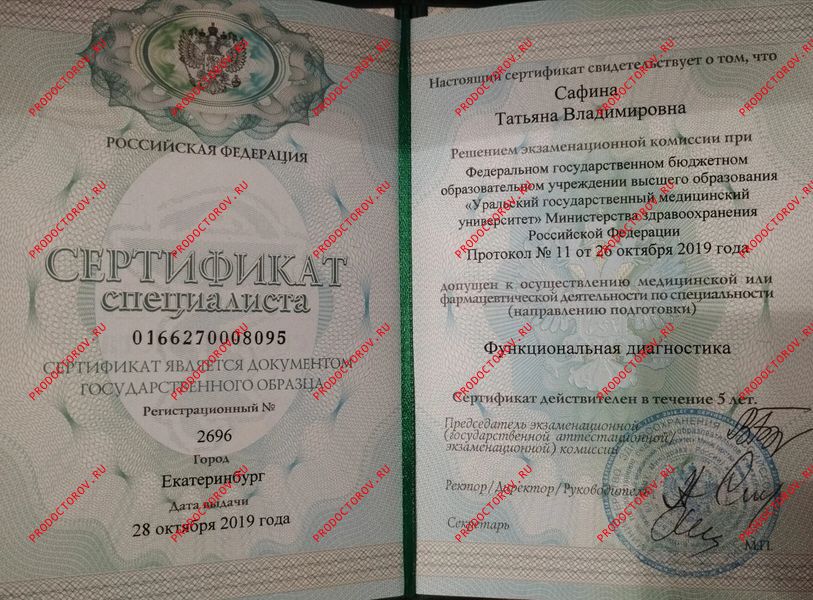 РОССИЙСКАЯ ФЕДЕРАЦИЯ
СЕРТИФИКАТ
специалиста
0166270008095
СЕРТИФИКАТ ЯВЛЯЕТСЯ ДОКУМЕНТОМ
ГОСУДАРСТВЕННОГО ОБРАЗЦА
Регистрационный №
2696
Город
Екатеринбург
Дата выдачи
28 октября 2019 года
Настоящий сертификат свидетельствует о том, что
Сафина
Татьяна Владимировна
Решением экзаменационной комиссии при
Федеральном государственном бюджетном
образовательном учреждении высшего образования
«Уральский государственный медицинский
университет» Министерства здравоохранения
Российской Федерации
Протокол № 11 от 26 октября 2019 года
допущен к осуществлению медицинской или
фармацевтической деятельности по специальности
(направлению подготовки)
Функциональная диагностика
Сертификат действителен в течение 5 лет.
Председатель экзаменационной
(государственной аттестационной/
экзаменационной) комиссии
Ректор/Директор/Руководитель
Секретарь
М.П.
PRODOCTOROV.RU